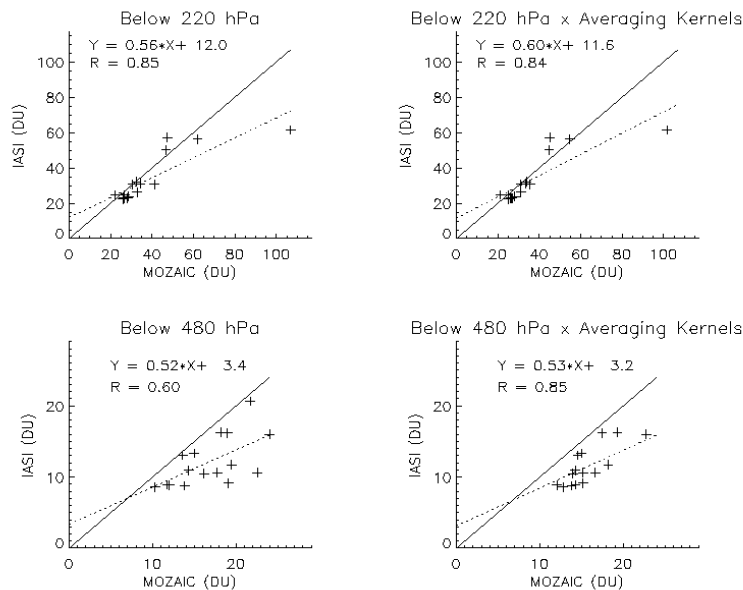 Below 220 hPa
Y = 0.56*X+ 12.0
R = 0.85
IASI (DU)
100
80
60
40
20
0
0 20 40 60 80 100
MOZAIC (DU)
Below 220 hPa x Averaging Kernels
Y = 0.60*X+ 11.6
R = 0.84
IASI (DU)
100
80
60
40
20
0
0 20 40 60 80 100
MOZAIC (DU)
Below 480 hPa
Y = 0.52*X+ 3.4
R = 0.60
IASI (DU)
20
10
0
0 10 20
MOZAIC (DU)
Below 480 hPa x Averaging Kernels
Y = 0.53*X+ 3.2
R = 0.85
IASI (DU)
20
10
0
0 10 20
MOZAIC (DU)